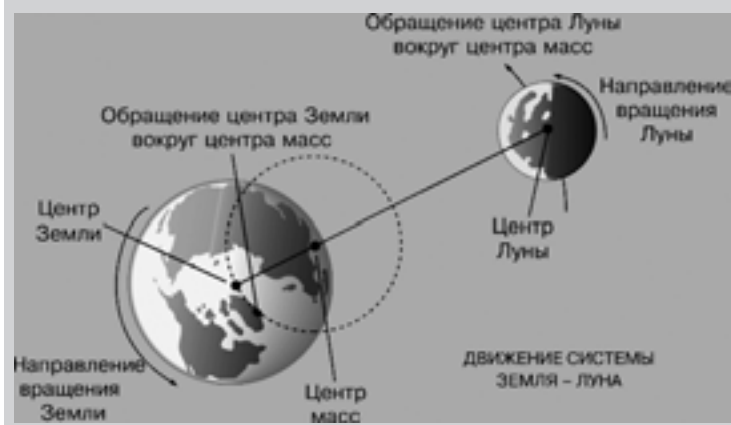 Обращение центра Луны
вокруг центра масс
Направление
вращения
Луны
Обращение центра Земли
вокруг центра масс
Центр
Земли
Центр
Луны
Направление
вращения
Земли
Центр
масс
ДВИЖЕНИЕ СИСТЕМЫ
ЗЕМЛЯ – ЛУНА